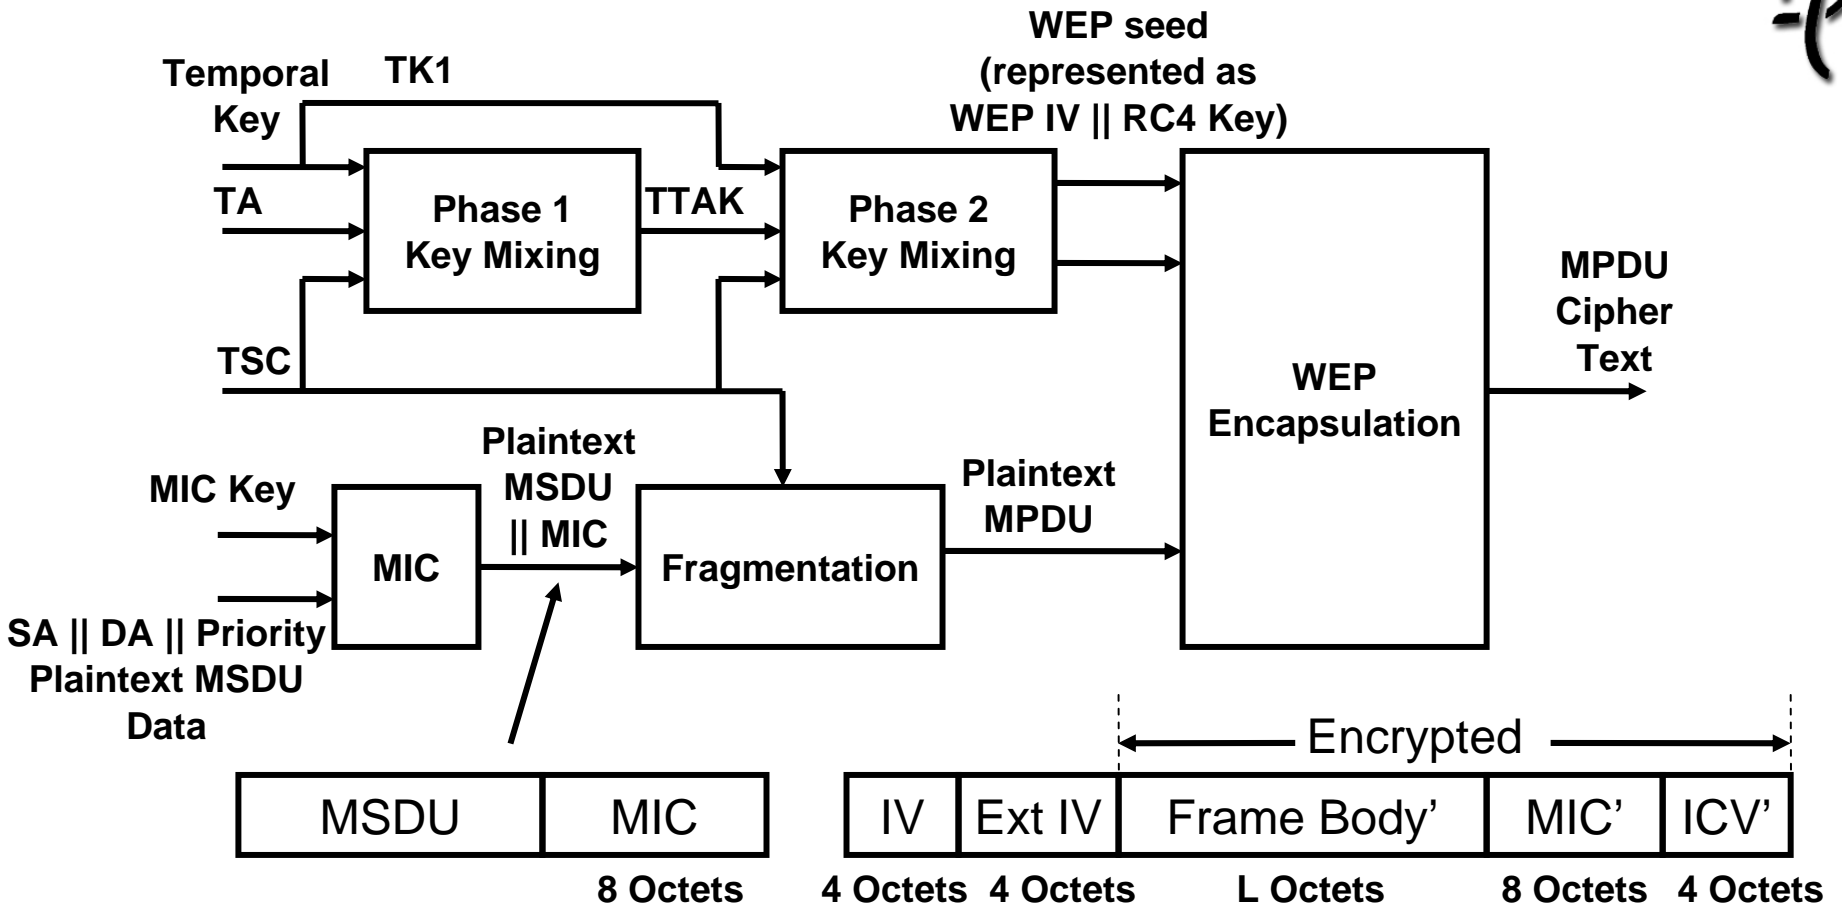 WEP seed
(represented as
WEP IV || RC4 Key)
Temporal
Key
TK1
TA
Phase 1
Key Mixing
TTAK
Phase 2
Key Mixing
TSC
WEP
Encapsulation
MPDU
Cipher
Text
MIC Key
MIC
Plaintext
MSDU
|| MIC
Fragmentation
Plaintext
MPDU
SA || DA || Priority
Plaintext MSDU
Data
Encrypted
MSDU
MIC
IV
Ext IV
Frame Body’
MIC’
ICV’
8 Octets
4 Octets
4 Octets
L Octets
8 Octets
4 Octets